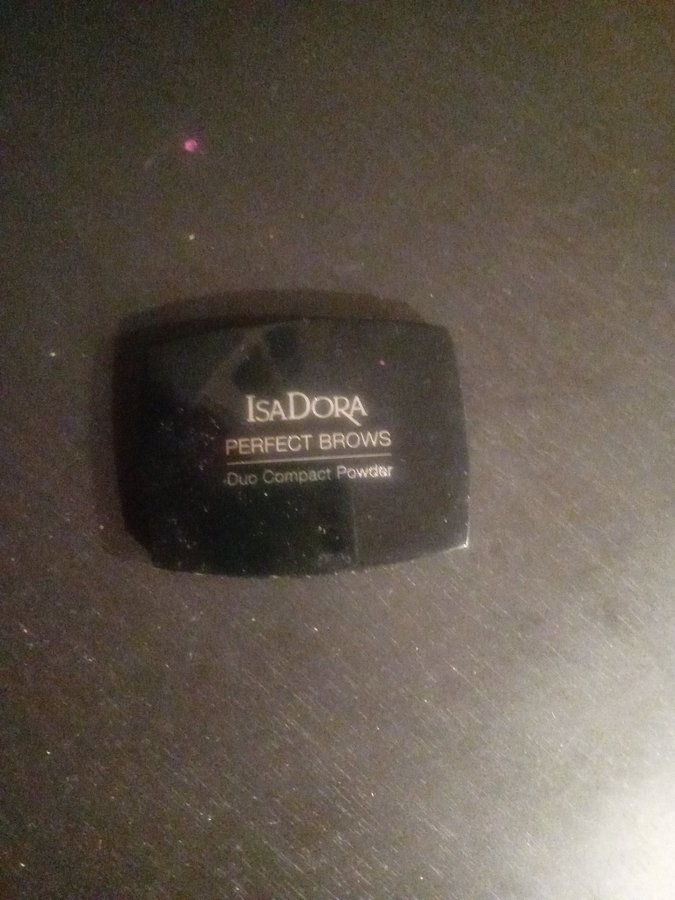 ISADORA
PERFECT BROWS
Duo Compact Powder